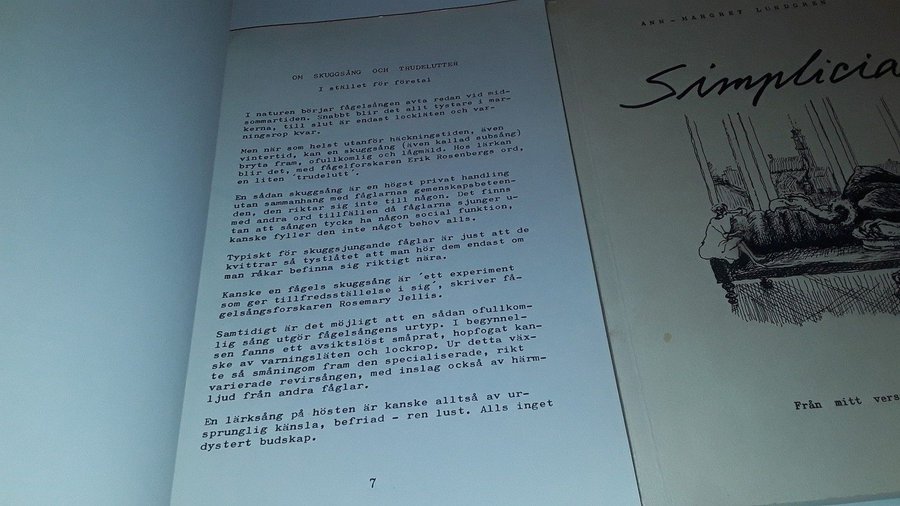 OM SKUGGSÅNG OCH TRUDELUTTER
I stället för företal
I naturen börjar fågelsången avta redan vid mid-
sommartiden. Snabbt blir det allt tystare i mar-
kerna, till slut är endast lockläten och var-
ningsrop kvar.
Men när som helst utanför häckningstiden, även
vintertid, kan en skuggsång (även kallad subsång)
bryta fram, ofullkomlig och lågmäld. Hos lärkan
blir det, med fågelforskaren Erik Rosenbergs ord,
en liten ´trudelutt´.
En sådan skuggsång är en högst privat handling
utan sammanhang med fåglarnas gemenskapsbeteen-
den, den riktar sig inte till någon. Det finns
med andra ord tillfällen då fåglarna sjunger u-
tan att sången tycks ha någon social funktion,
kanske fyller den inte något behov alls.
Typiskt för skuggsjungande fåglar är just att de
kvittrar så tystlåtet att man hör dem endast om
man råkar befinna sig riktigt nära.
Kanske en fågels skuggsång är ´ett experiment
som ger tillfredsställelse i sig´, skriver få-
gelsångsforskaren Rosemary Jellis.
Samtidigt är det möjligt att en sådan ofullkom-
lig sång utgör fågelsångens urtyp. I begynnel-
sen fanns ett avsiktslöst småprat, hopfogat kan-
ske av varningsläten och lockrop. Ur detta väx-
te så småningom fram den specialiserade, rikt
varierade revirsången, med inslag också av härm-
ljud från andra fåglar.
En lärksång på hösten är kanske alltså av ur-
sprunglig känsla, befriad - ren lust. Alls inget
dystert budskap.
7
ANN-MARGRET LUNDGREN
Simplicia
Från mitt vers